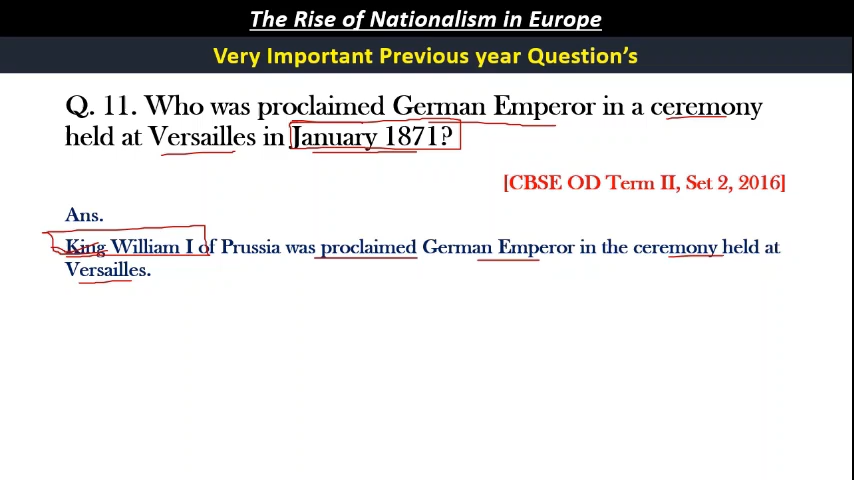 The Rise of Nationalism in Europe
Very Important Previous year Question's
Q. 11. Who was proclaimed German Emperor in a ceremony
held at Versailles in January 1871?
[CBSE OD Term II, Set 2, 2016]
Ans.
King William I of Prussia was proclaimed German Emperor in the ceremony held at
Versailles.